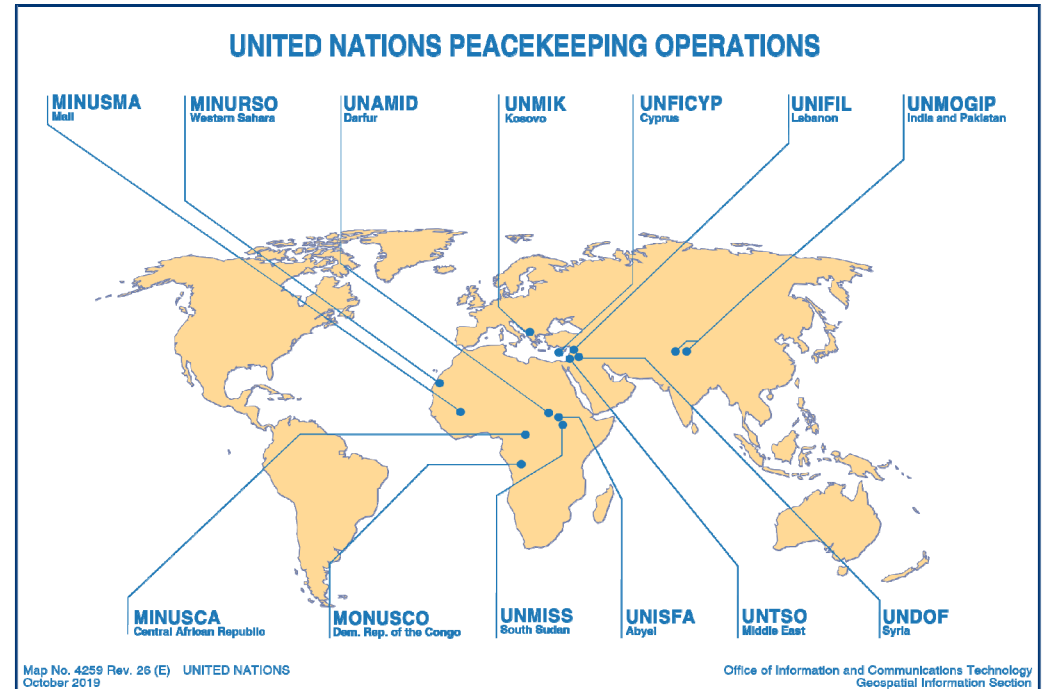 UNITED NATIONS PEACEKEEPING OPERATIONS
MINUSMA
Mali
MINURSO
Western Sahara
UNAMID
Darfur
UNMIK
Kosovo
UNFICYP
Cyprus
UNIFIL
Lebanon
UNMOGIP
India and Pakistan
MINUSCA
Central African Republic
MONUSCO
Dem. Rep. of the Congo
UNMISS
South Sudan
UNISFA
Abyei
UNTSO
Middle East
UNDOF
Syria
Map No. 4259 Rev. 26 (E) UNITED NATIONS
October 2019
Office of Information and Communications Technology
Geospatial Information Section